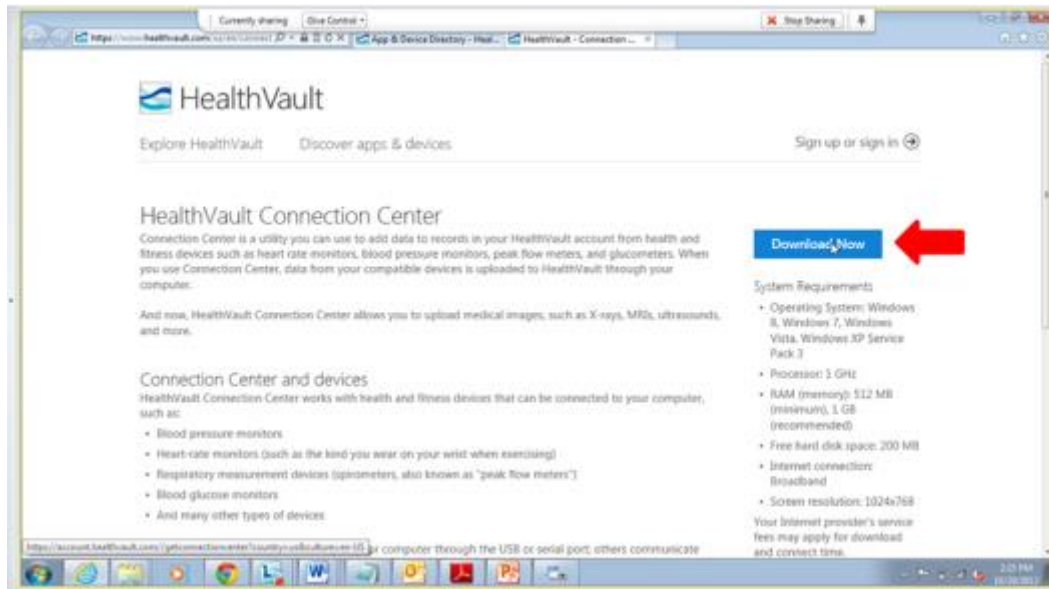 Currently sharing Give Control
Stop Sharing
App & Device Directory - Heal...
HealthVault - Connection ...
HealthVault
Explore HealthVault Discover apps & devices Sign up or sign in
HealthVault Connection Center
Connection Center is a utility you can use to add data to records in your HealthVault account from health and
fitness devices such as heart rate monitors, blood pressure monitors, peak flow meters, and glucometers. When
you use Connection Center, data from your compatible devices is uploaded to HealthVault through your
computer.
And now, HealthVault Connection Center allows you to upload medical images, such as X-rays, MRIs, ultrasounds,
and more.
Connection Center and devices
HealthVault Connection Center works with health and fitness devices that can be connected to your computer,
such as:
• Blood pressure monitors
• Heart-rate monitors (such as the kind you wear on your wrist when exercising)
• Respiratory measurement devices (spirometers, also known as "peak flow meters")
• Blood glucose monitors
• And many other types of devices
computer through the USB or serial port; others communicate
Download Now
System Requirements
• Operating System: Windows
8, Windows 7, Windows
Vista, Windows XP Service
Pack 3
• Processor: 1 GHz
• RAM (memory): 512 MB
(minimum), 1 GB
(recommended)
• Free hard disk space: 200 MB
• Internet connection:
Broadband
• Screen resolution: 1024x768
Your Internet provider's service
fees may apply for download
and connect time.
2:05 PM